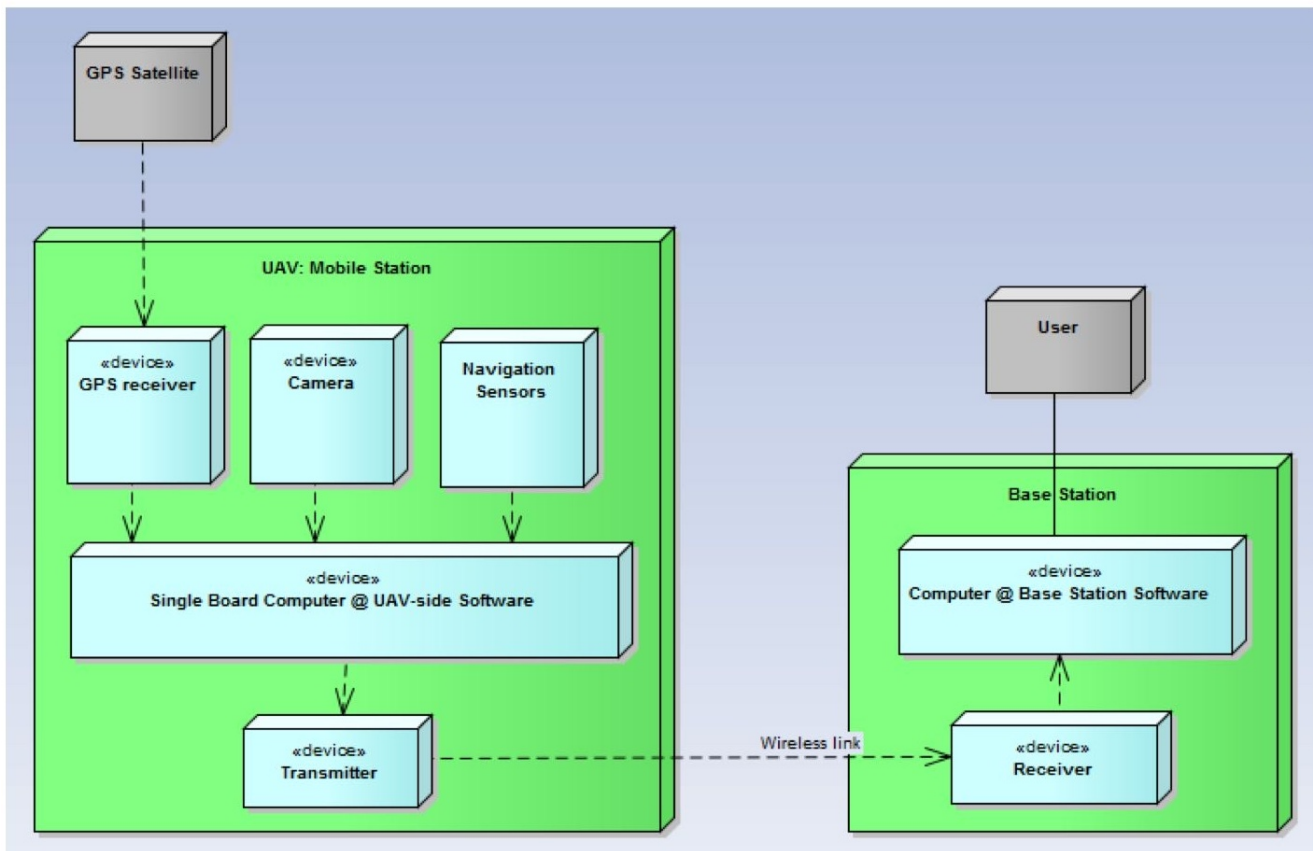 GPS Satellite
UAV: Mobile Station
«device»
GPS receiver
«device»
Camera
Navigation
Sensors
«device»
Single Board Computer @ UAV-side Software
«device»
Transmitter
Wireless link
User
Base Station
«device»
Computer @ Base Station Software
«device»
Receiver